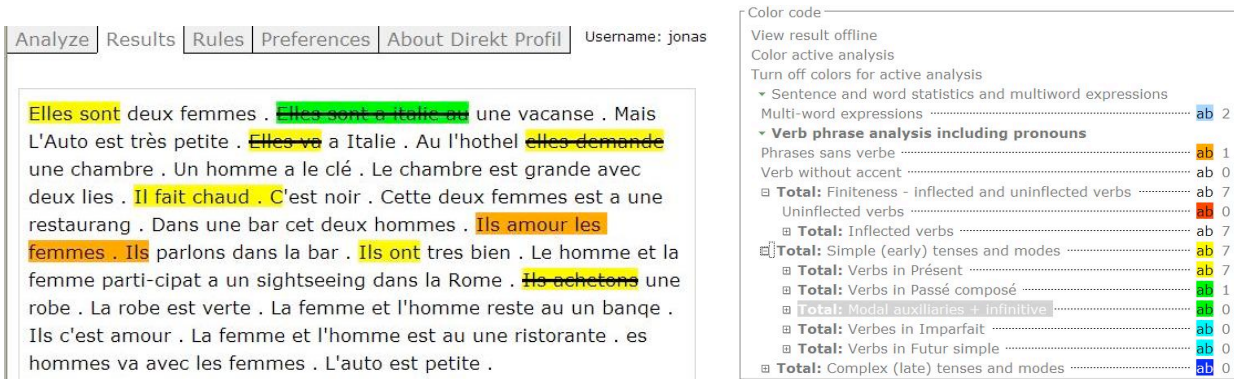 Analyze Results Rules Preferences About Direkt Profil Username: jonas
Elles sont deux femmes . Elles sont a italie au une vacanse . Mais
L'Auto est très petite . Elles va a Italie . Au l'hothel elles demande
une chambre . Un homme a le clé . Le chambre est grande avec
deux lies . Il fait chaud . C'est noir . Cette deux femmes est a une
restaurang . Dans une bar cet deux hommes . Ils amour les
femmes . Ils parlons dans la bar . Ils ont tres bien . Le homme et la
femme parti-cipat a un sightseeing dans la Rome . Ils achetons une
robe . La robe est verte . La femme et l'homme reste au un banqe .
Ils c'est amour . La femme et l'homme est au une ristorante . es
hommes va avec les femmes . L'auto est petite .
Color code
View result offline
Color active analysis
Turn off colors for active analysis
Sentence and word statistics and multiword expressions
Multi-word expressions ab 2
Verb phrase analysis including pronouns
Phrases sans verbe ab 1
Verb without accent ab 0
Total: Finiteness - inflected and uninflected verbs ab 7
Uninflected verbs ab 0
Total: Inflected verbs ab 7
Total: Simple (early) tenses and modes ab 7
Total: Verbs in Présent ab 7
Total: Verbs in Passé composé ab 1
Total: Modal auxiliaries + infinitive ab 0
Total: Verbes in Imparfait ab 0
Total: Verbs in Futur simple ab 0
Total: Complex (late) tenses and modes ab 0